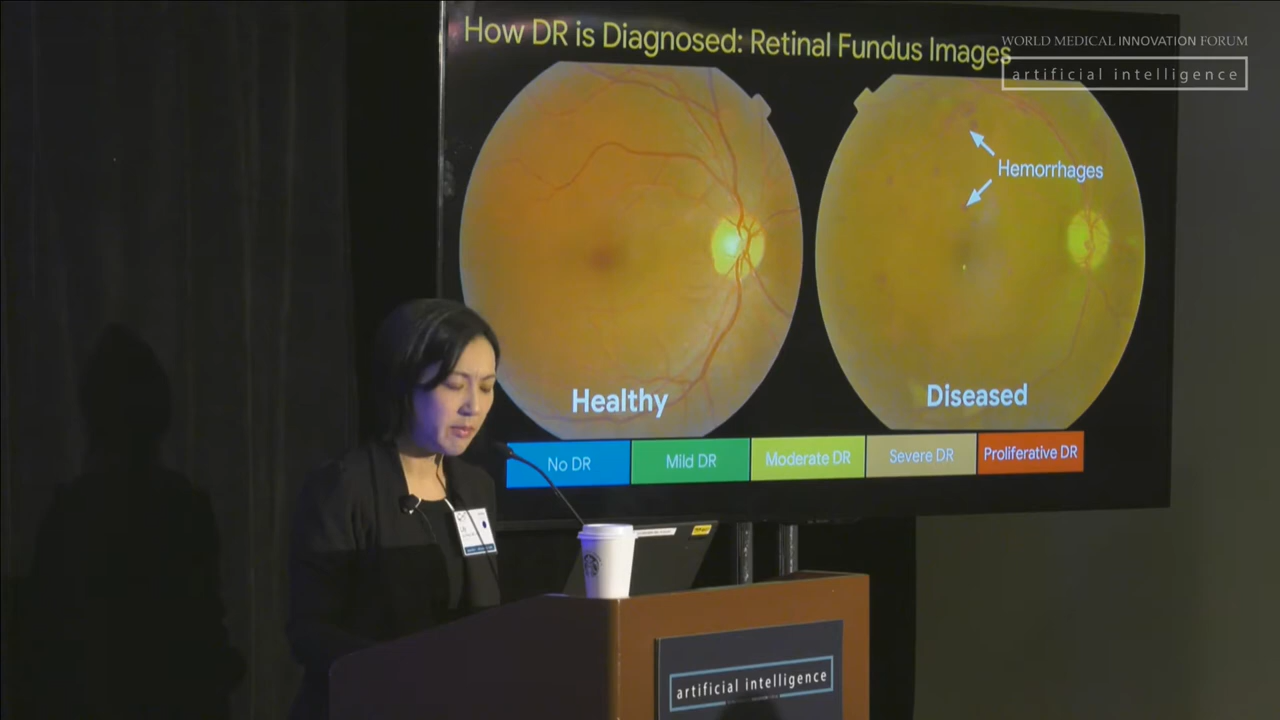 How DR is Diagnosed: Retinal Fundus Images
WORLD MEDICAL INNOVATION FORUM
artificial intelligence
Hemorrhages
Healthy
Diseased
No DR
Mild DR
Moderate DR
Severe DR
Proliferative DR
artificial intelligence